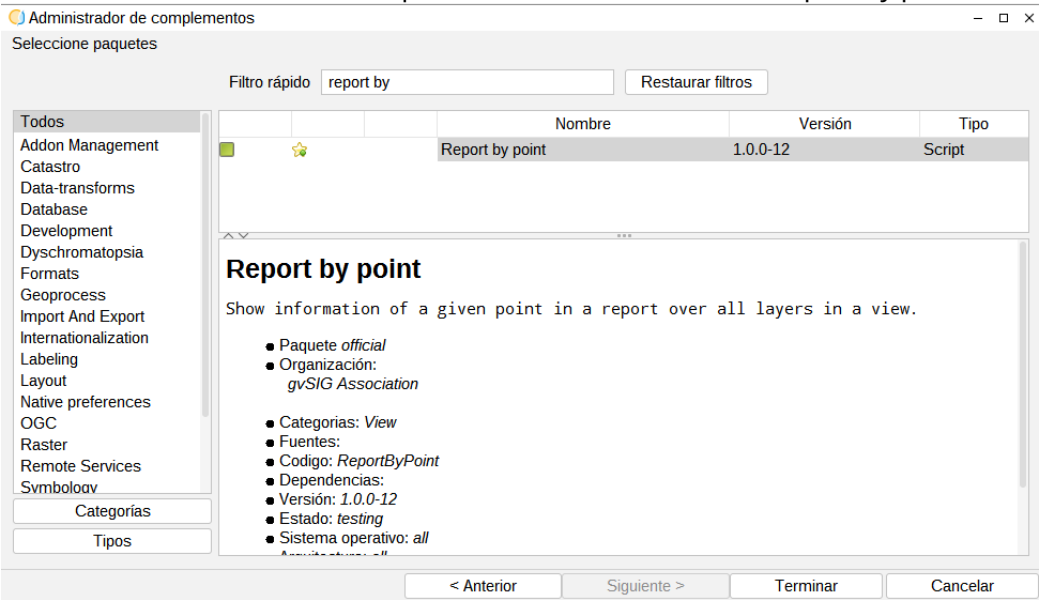 Administrador de complementos
Seleccione paquetes
Filtro rápido report by Restaurar filtros
Todos
Addon Management
Catastro
Data-transforms
Database
Development
Dyschromatopsia
Formats
Geoprocess
Import And Export
Internationalization
Labeling
Layout
Native preferences
OGC
Raster
Remote Services
Symbology
Categorías
Tipos
Nombre Versión Tipo
Report by point 1.0.0-12 Script
Report by point
Show information of a given point in a report over all layers in a view.
Paquete official
Organización:
gvSIG Association
Categorias: View
Fuentes:
Codigo: ReportByPoint
Dependencias:
Versión: 1.0.0-12
Estado: testing
Sistema operativo: all
< Anterior Siguiente > Terminar Cancelar